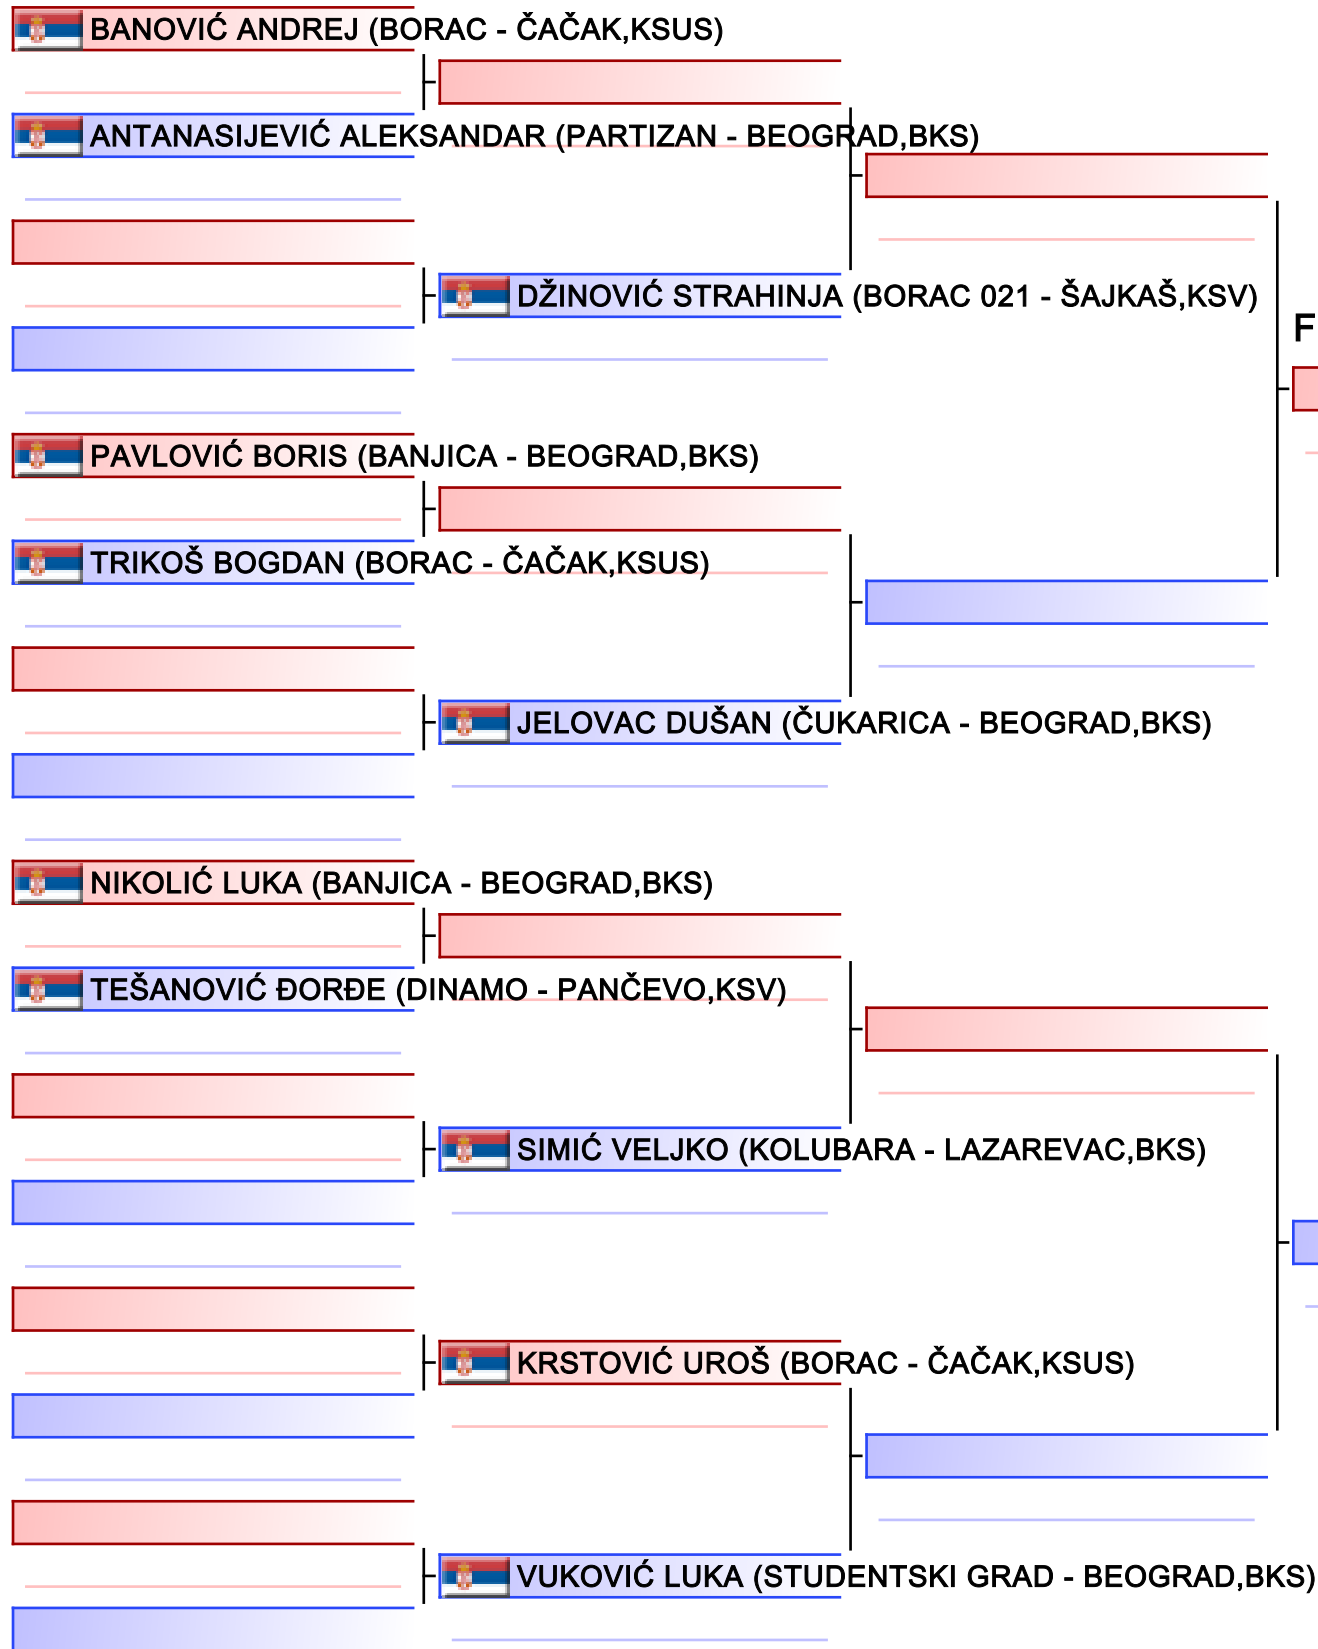 BANOVIĆ ANDREJ (BORAC - ČAČAK,KSUS)
ANTANASIJEVIĆ ALEKSANDAR (PARTIZAN - BEOGRAD,BKS)
DŽINOVIĆ STRAHINJA (BORAC 021 - ŠAJKAŠ,KSV)
F
PAVLOVIĆ BORIS (BANJICA - BEOGRAD,BKS)
TRIKOŠ BOGDAN (BORAC - ČAČAK,KSUS)
JELOVAC DUŠAN (ČUKARICA - BEOGRAD,BKS)
NIKOLIĆ LUKA (BANJICA - BEOGRAD,BKS)
TEŠANOVIĆ ĐORĐE (DINAMO - PANČEVO,KSV)
SIMIĆ VELJKO (KOLUBARA - LAZAREVAC,BKS)
KRSTOVIĆ UROŠ (BORAC - ČAČAK,KSUS)
VUKOVIĆ LUKA (STUDENTSKI GRAD - BEOGRAD,BKS)